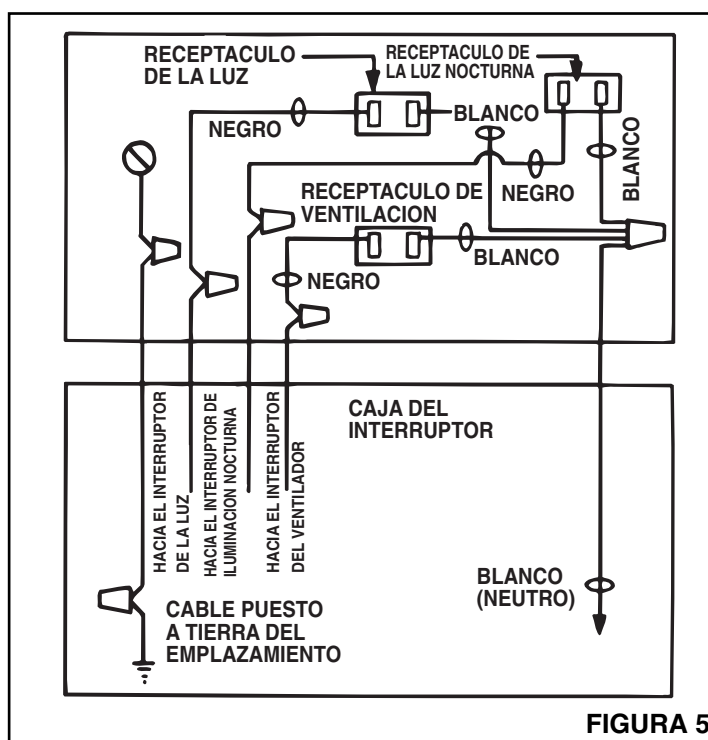 RECEPTACULO
DE LA LUZ
RECEPTACULO DE
LA LUZ NOCTURNA
NEGRO
BLANCO
NEGRO
BLANCO
RECEPTACULO DE
VENTILACION
NEGRO
BLANCO
HACIA EL INTERRUPTOR
DE LA LUZ
HACIA EL INTERRUPTOR DE
ILUMINACION NOCTURNA
HACIA EL INTERRUPTOR
DEL VENTILADOR
CAJA DEL
INTERRUPTOR
CABLE PUESTO
A TIERRA DEL
EMPLAZAMIENTO
BLANCO
(NEUTRO)
FIGURA 5